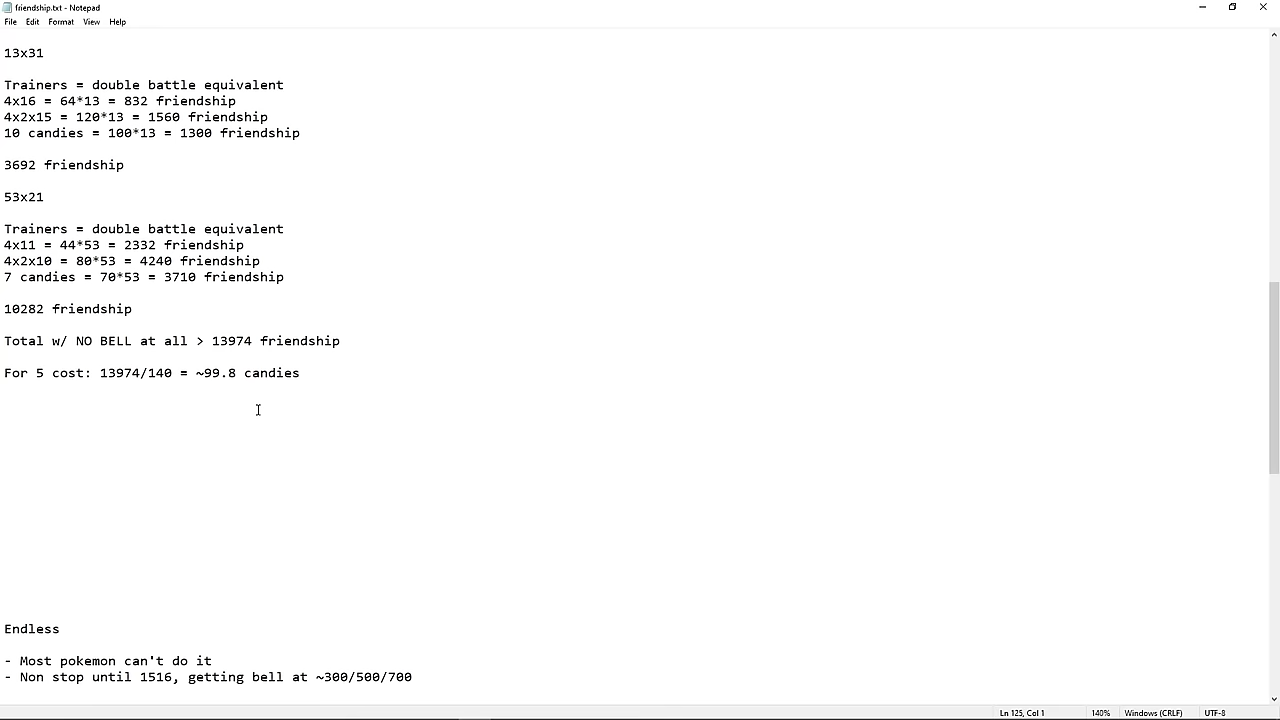 friendship.txt - Notepad
File Edit Format View Help
13x31
Trainers = double battle equivalent
4x16 = 64*13 = 832 friendship
4x2x15 = 120*13 = 1560 friendship
10 candies = 100*13 = 1300 friendship
3692 friendship
53x21
Trainers = double battle equivalent
4x11 = 44*53 = 2332 friendship
4x2x10 = 80*53 = 4240 friendship
7 candies = 70*53 = 3710 friendship
10282 friendship
Total w/ NO BELL at all > 13974 friendship
For 5 cost: 13974/140 = ~99.8 candies
Endless
- Most pokemon can't do it
- Non stop until 1516, getting bell at ~300/500/700
Ln 125, Col 1 140% Windows (CRLF) UTF-8